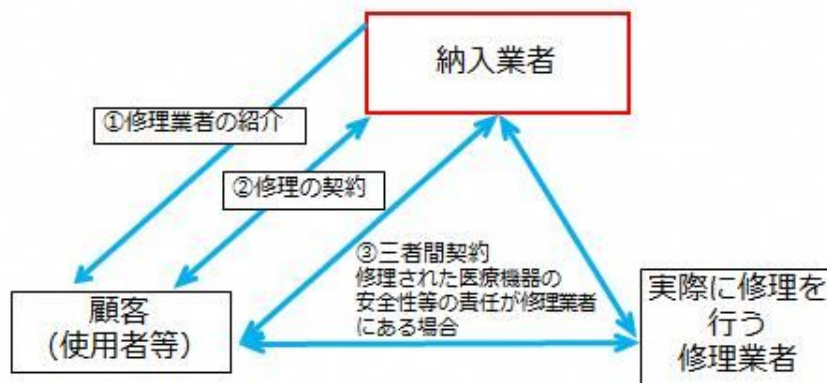 納入業者
①修理業者の紹介
②修理の契約
③三者間契約
修理された医療機器の
安全性等の責任が修理業者
にある場合
顧客
(使用者等)
実際に修理を
行う
修理業者